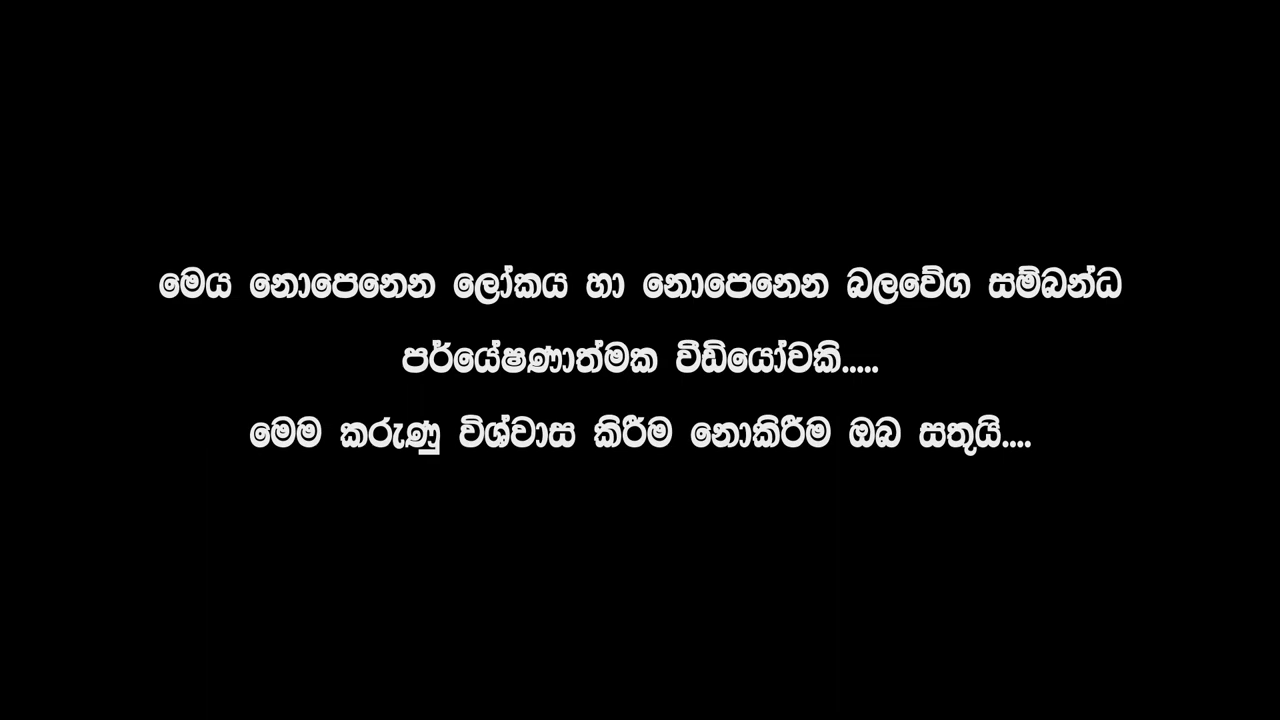 මෙය නොපෙනෙන ලෝකය හා නොපෙනෙන බලවේග සම්බන්ධ
පර්යේෂණාත්මක වීඩියෝවකි.....
මෙම කරුණු විශ්වාස කිරීම නොකිරීම ඔබ සතුයි....